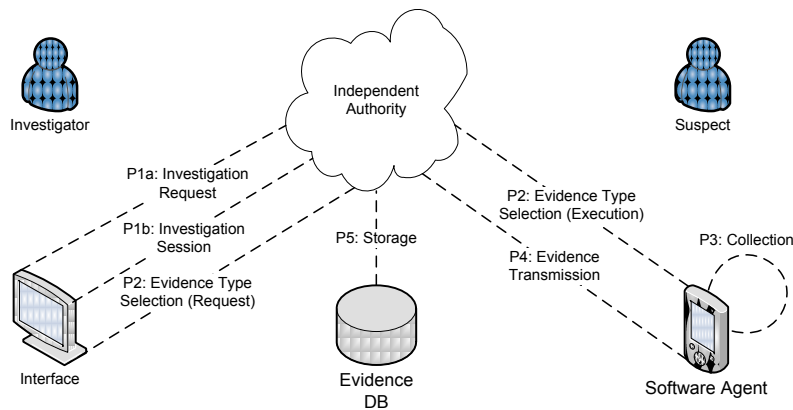 Independent
Authority
Investigator
Suspect
P1a: Investigation
Request
P1b: Investigation
Session
P2: Evidence Type
Selection (Request)
P5: Storage
P2: Evidence Type
Selection (Execution)
P4: Evidence
Transmission
P3: Collection
Interface
Evidence
DB
Software Agent